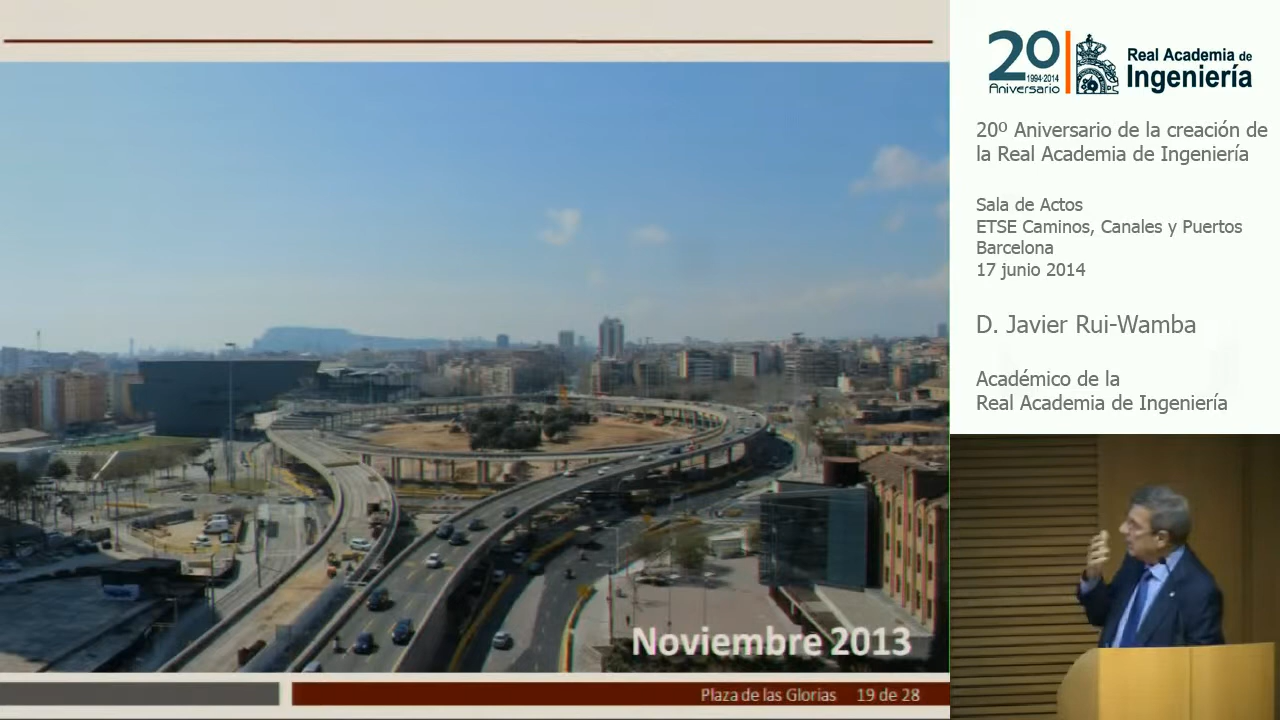 Noviembre 2013
Plaza de las Glorias 19 de 28
20
1994-2014
Aniversario
Real Academia de
Ingeniería
20º Aniversario de la creación de
la Real Academia de Ingeniería
Sala de Actos
ETSE Caminos, Canales y Puertos
Barcelona
17 junio 2014
D. Javier Rui-Wamba
Académico de la
Real Academia de Ingeniería